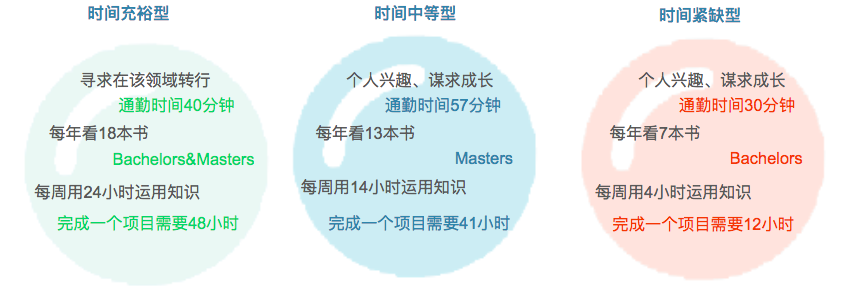 时间充裕型
寻求在该领域转行
通勤时间40分钟
每年看18本书
Bachelors&Masters
每周用24小时运用知识
完成一个项目需要48小时
时间中等型
个人兴趣、谋求成长
通勤时间57分钟
每年看13本书
Masters
每周用14小时运用知识
完成一个项目需要41小时
时间紧缺型
个人兴趣、谋求成长
通勤时间30分钟
每年看7本书
Bachelors
每周用4小时运用知识
完成一个项目需要12小时